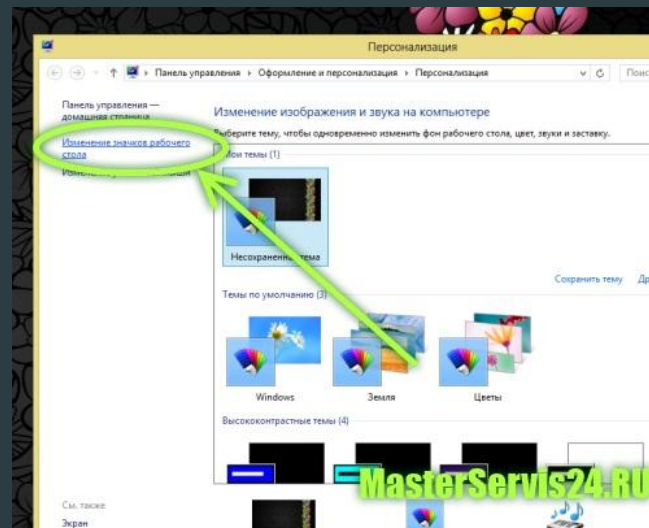 Персонализация
Панель управления › Оформление и персонализация › Персонализация
Панель управления —
домашняя страница
Изменение значков рабочего
стола
Изменение изображения и звука на компьютере
Выберите тему, чтобы одновременно изменить фон рабочего стола, цвет, звуки и заставку.
Мои темы (1)
Несохраненная тема
Сохранить тему
Темы по умолчанию (3)
Windows
Земля
Цветы
Высококонтрастные темы (4)
MasterServis24.RU
См. также
Экран